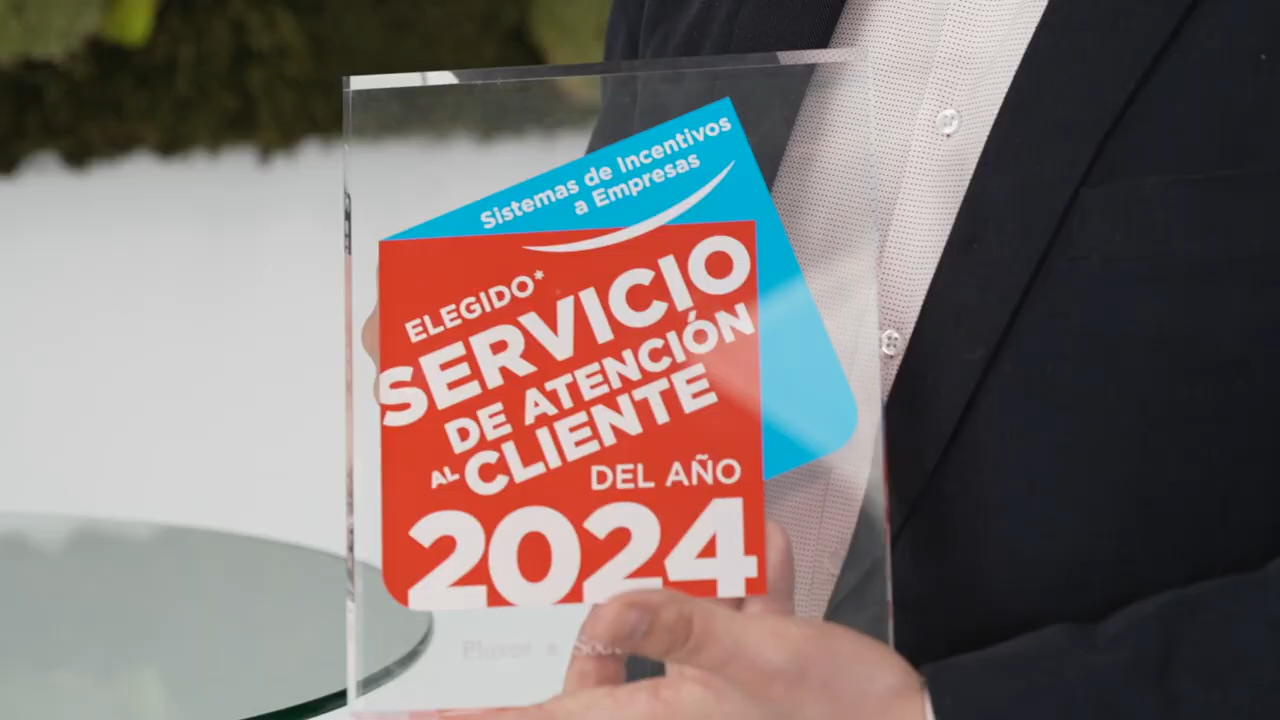 Sistemas de Incentivos
a Empresas
ELEGIDO*
SERVICIO
DE ATENCIÓN
AL CLIENTE
DEL AÑO
2024